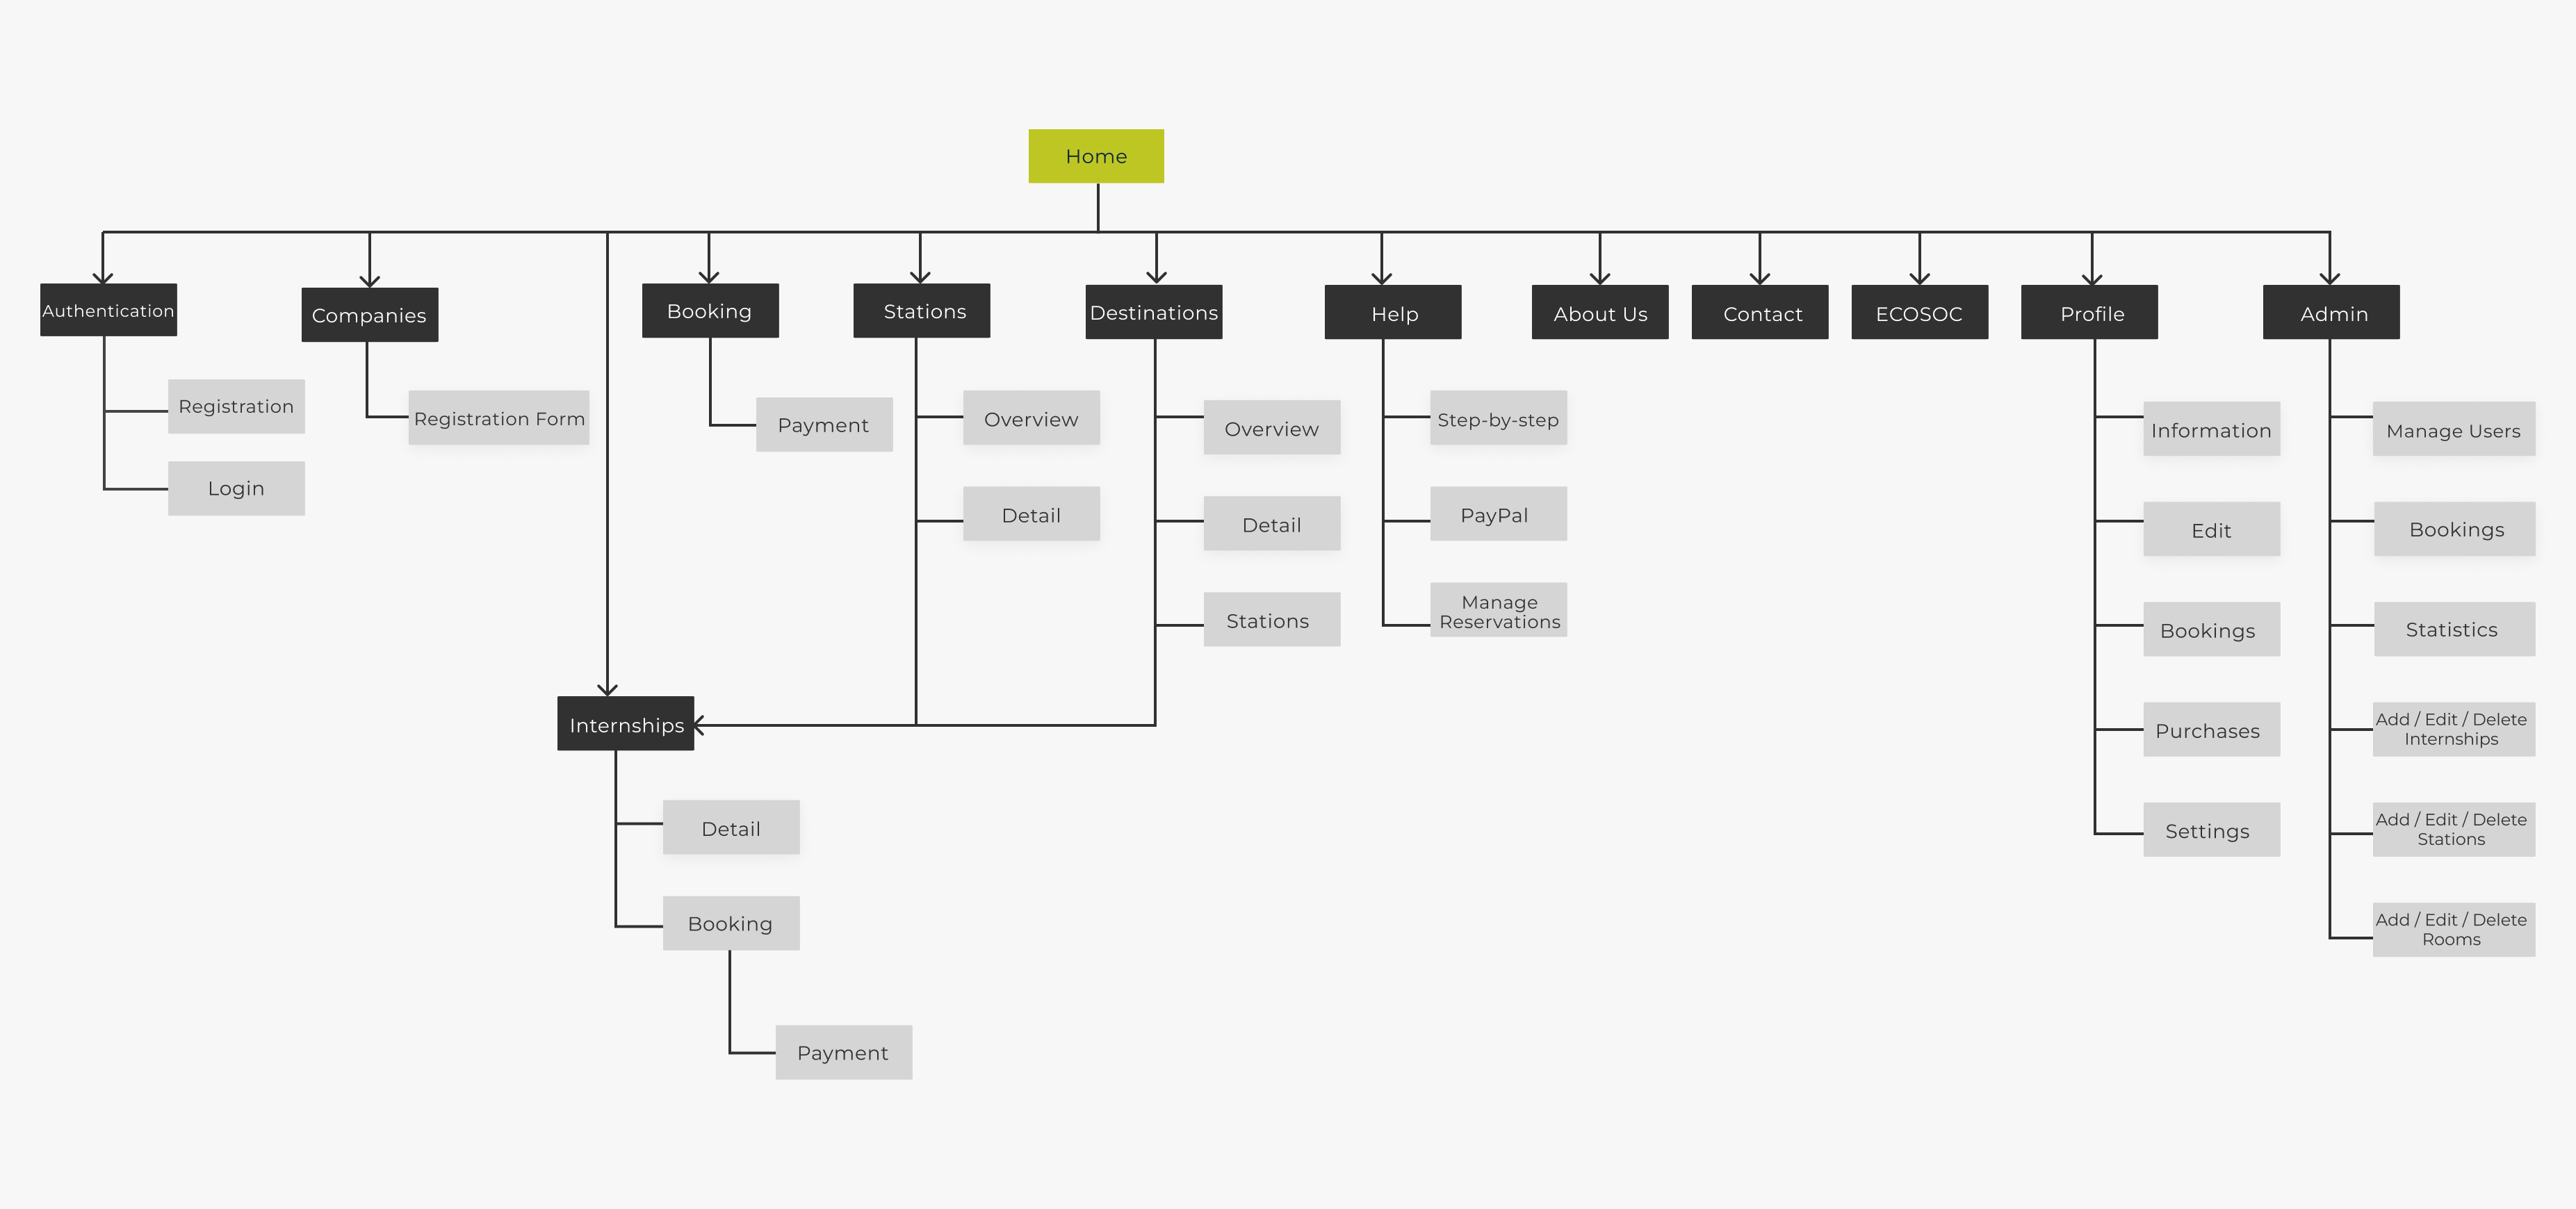 Home
Authentication
Companies
Booking
Stations
Destinations
Help
About Us
Contact
ECOSOC
Profile
Admin
Registration
Login
Registration Form
Payment
Overview
Detail
Overview
Detail
Stations
Step-by-step
PayPal
Manage
Reservations
Information
Edit
Bookings
Purchases
Settings
Manage Users
Bookings
Statistics
Add / Edit / Delete
Internships
Add / Edit / Delete
Stations
Add / Edit / Delete
Rooms
Internships
Detail
Booking
Payment